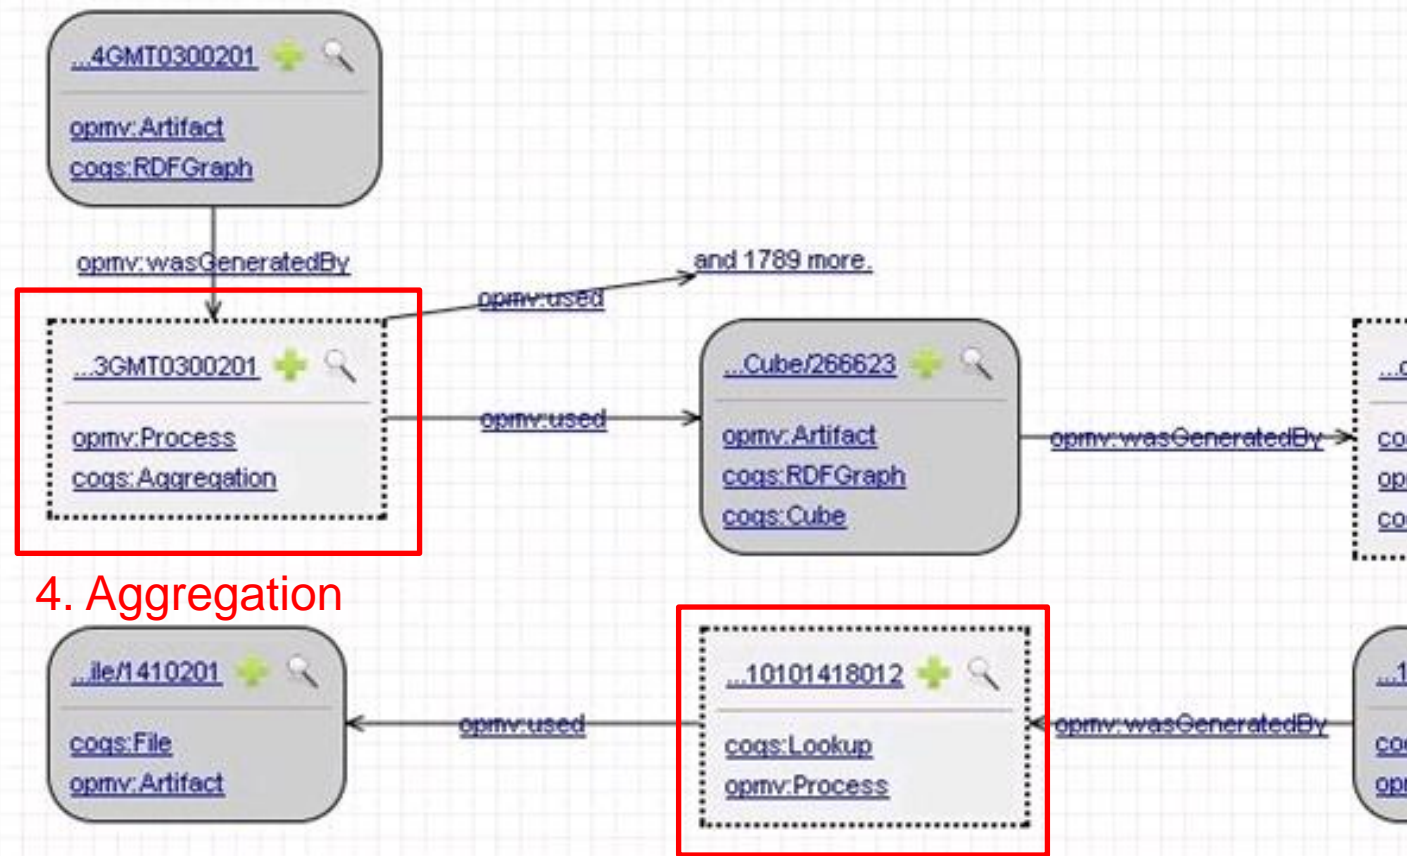 ...4GMT0300201
opmv:Artifact
cogs:RDFGraph
opmv:wasGeneratedBy
and 1789 more.
opmv:used
...3GMT0300201
opmv:Process
cogs:Aggregation
opmv:used
...Cube/266623
opmv:Artifact
cogs:RDFGraph
cogs:Cube
opmv:wasGeneratedBy
4. Aggregation
...ile/1410201
cogs:File
opmv:Artifact
opmv:used
...10101418012
cogs:Lookup
opmv:Process
opmv:wasGeneratedBy